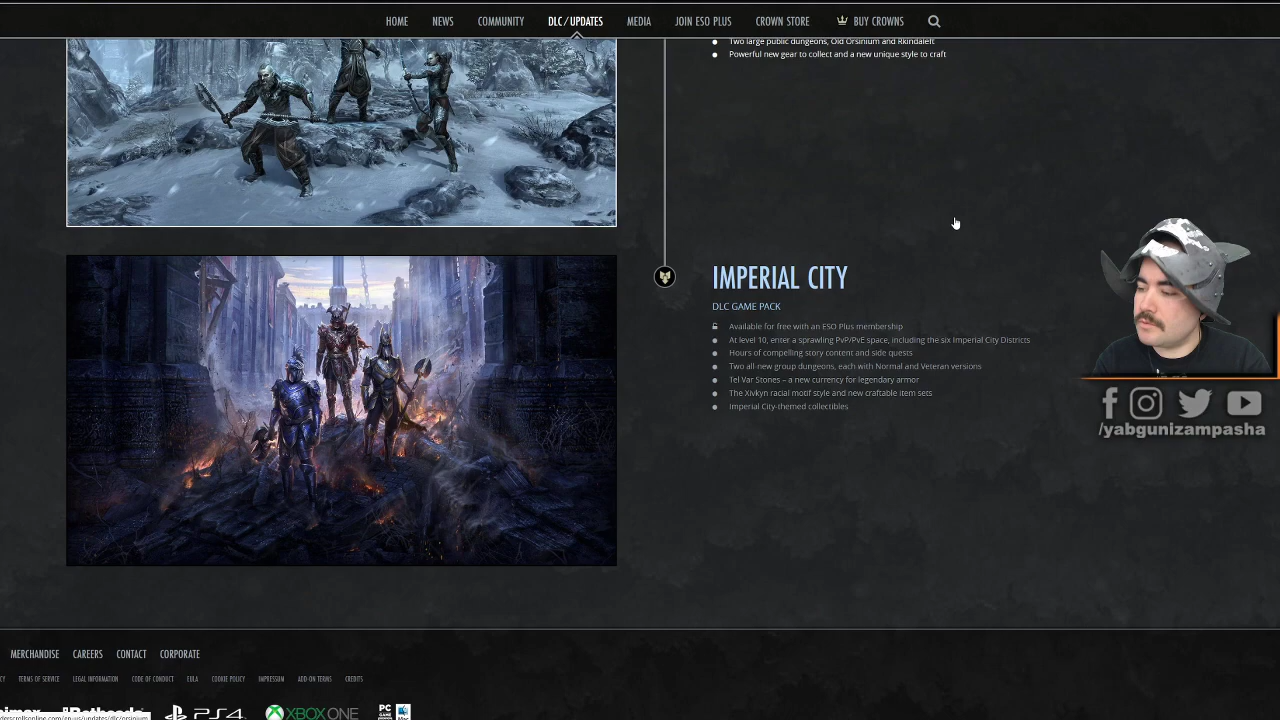 HOME NEWS COMMUNITY DLC / UPDATES MEDIA JOIN ESO PLUS CROWN STORE BUY CROWNS
Two large public dungeons, Old Orsinium and Rkindaleft
Powerful new gear to collect and a new unique style to craft
IMPERIAL CITY
DLC GAME PACK
Available for free with an ESO Plus membership
At level 10, enter a sprawling PvP/PvE space, including the six Imperial City Districts
Hours of compelling story content and side quests
Two all-new group dungeons, each with Normal and Veteran versions
Tel Var Stones – a new currency for legendary armor
The Xivkyn racial motif style and new craftable item sets
Imperial City-themed collectibles
/yabgunizampasha
MERCHANDISE CAREERS CONTACT CORPORATE
TERMS OF SERVICE LEGAL INFORMATION CODE OF CONDUCT EULA COOKIE POLICY IMPRESSUM ADD-ON TERMS CREDITS
Bethesda PS4 XBOX ONE PC Mac